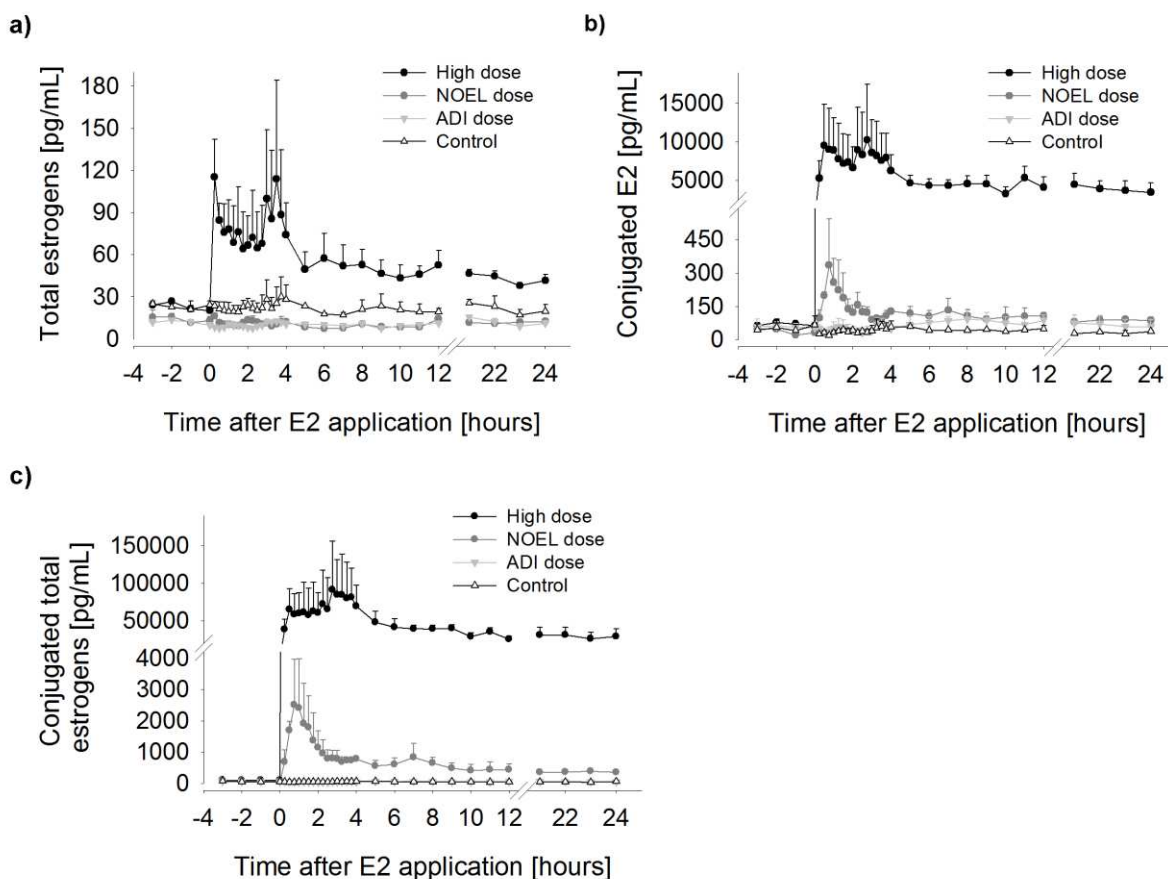 a)
Total estrogens [pg/mL]
180
150
120
90
60
30
0
High dose
NOEL dose
ADI dose
Control
-4 -2 0 2 4 6 8 10 12 22 24
Time after E2 application [hours]
b)
Conjugated E2 [pg/mL]
15000
10000
5000
450
300
150
0
High dose
NOEL dose
ADI dose
Control
-4 -2 0 2 4 6 8 10 12 22 24
Time after E2 application [hours]
c)
Conjugated total
estrogens [pg/mL]
150000
100000
50000
4000
3000
2000
1000
0
High dose
NOEL dose
ADI dose
Control
-4 -2 0 2 4 6 8 10 12 22 24
Time after E2 application [hours]